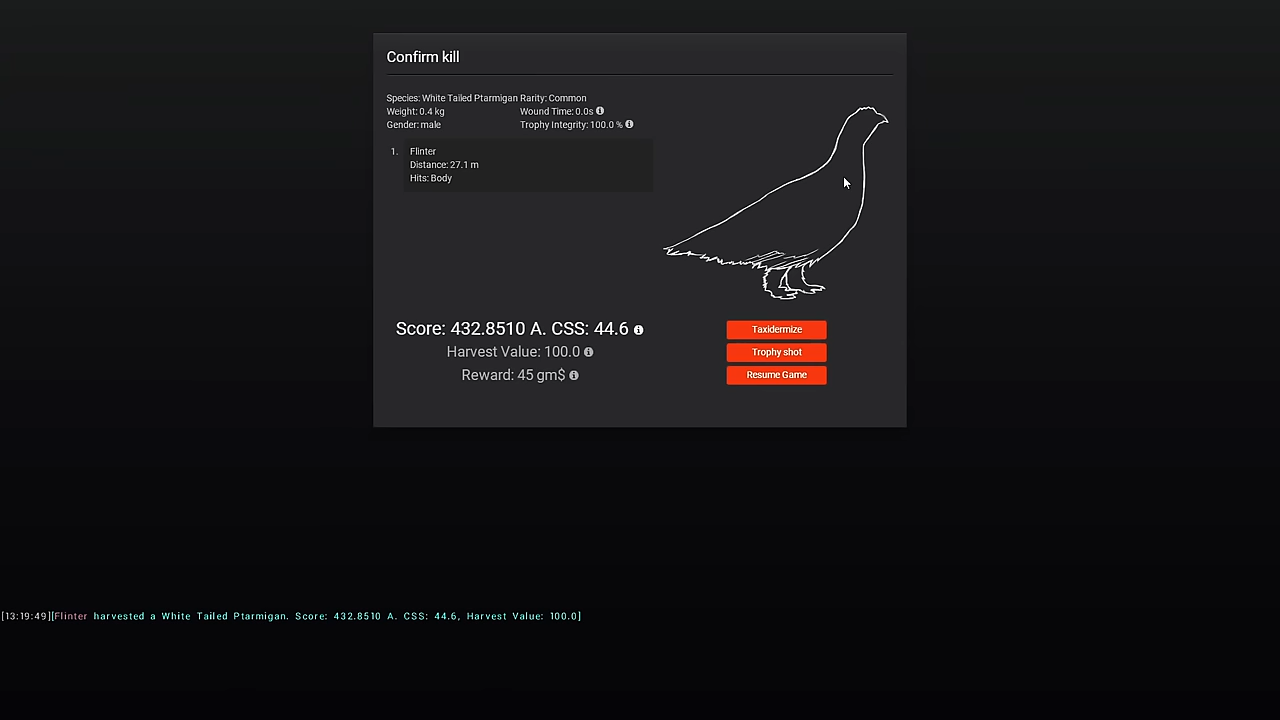 Confirm kill
Species: White Tailed Ptarmigan Rarity: Common
Weight: 0.4 kg Wound Time: 0.0s
Gender: male Trophy Integrity: 100.0 %
1. Flinter
Distance: 27.1 m
Hits: Body
Score: 432.8510 A. CSS: 44.6
Harvest Value: 100.0
Reward: 45 gm$
Taxidermize
Trophy shot
Resume Game
[13:19:49][Flinter harvested a White Tailed Ptarmigan. Score: 432.8510 A. CSS: 44.6, Harvest Value: 100.0]